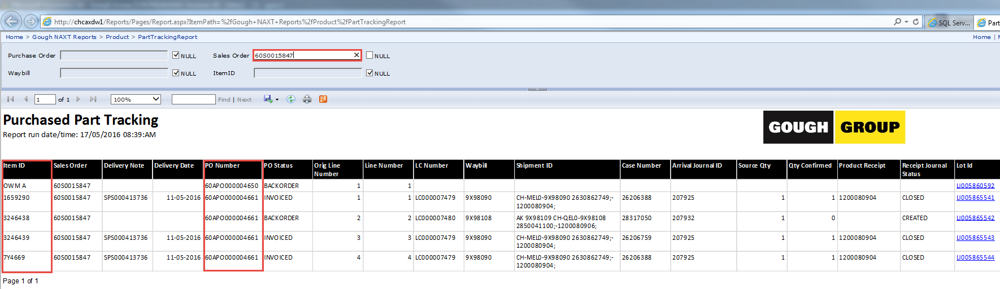 http://chcaxdw1/Reports/Pages/Report.aspx?ItemPath=%2fGough+NAXT+Reports%2fProduct%2fPartTrackingReport
SQL Serv...
Part
Home > Gough NAXT Reports > Product > PartTrackingReport
Home |
Purchase Order NULL Sales Order 60S0015847 NULL
Waybill NULL ItemID NULL
1 of 1 100% Find | Next
Purchased Part Tracking
Report run date/time: 17/05/2016 08:39:AM
GOUGH GROUP
Item ID Sales Order Delivery Note Delivery Date PO Number PO Status Orig Line Number Line Number LC Number Waybill Shipment ID Case Number Arrival Journal ID Source Qty Qty Confirmed Product Receipt Receipt Journal Status Lot Id
OWM A 60S0015847 60APO000004650 BACKORDER 1 1 LI005860592
1659290 60S0015847 SPS000413736 11-05-2016 60APO000004661 INVOICED 1 1 LC000007479 9X98090 CH-MEL0-9X98090 2630862749;-1200080904; 26206388 207925 1 1 1200080904 CLOSED LI005865541
3246438 60S0015847 60APO000004661 BACKORDER 2 2 LC000007480 9X98108 AK 9X98109 CH-QEL0-9X98108 2850041100;-1200080906; 28317050 207932 1 0 CREATED LI005865542
3246439 60S0015847 SPS000413736 11-05-2016 60APO000004661 INVOICED 3 3 LC000007479 9X98090 CH-MEL0-9X98090 2630862749;-1200080904; 26206759 207925 1 1 1200080904 CLOSED LI005865543
7Y4669 60S0015847 SPS000413736 11-05-2016 60APO000004661 INVOICED 4 4 LC000007479 9X98090 CH-MEL0-9X98090 2630862749;-1200080904; 26206388 207925 1 1 1200080904 CLOSED LI005865544
Page 1 of 1